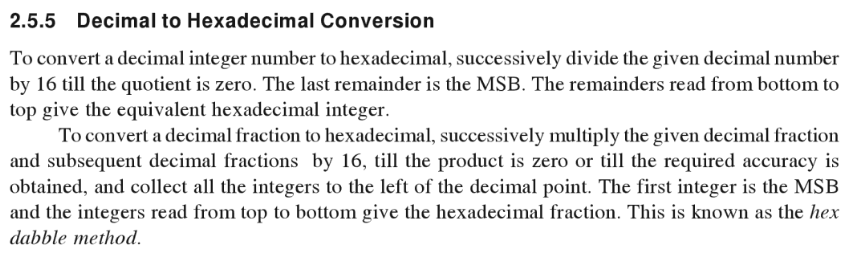 2.5.5 Decimal to Hexadecimal Conversion
To convert a decimal integer number to hexadecimal, successively divide the given decimal number
by 16 till the quotient is zero. The last remainder is the MSB. The remainders read from bottom to
top give the equivalent hexadecimal integer.
To convert a decimal fraction to hexadecimal, successively multiply the given decimal fraction
and subsequent decimal fractions by 16, till the product is zero or till the required accuracy is
obtained, and collect all the integers to the left of the decimal point. The first integer is the MSB
and the integers read from top to bottom give the hexadecimal fraction. This is known as the hex
dabble method.